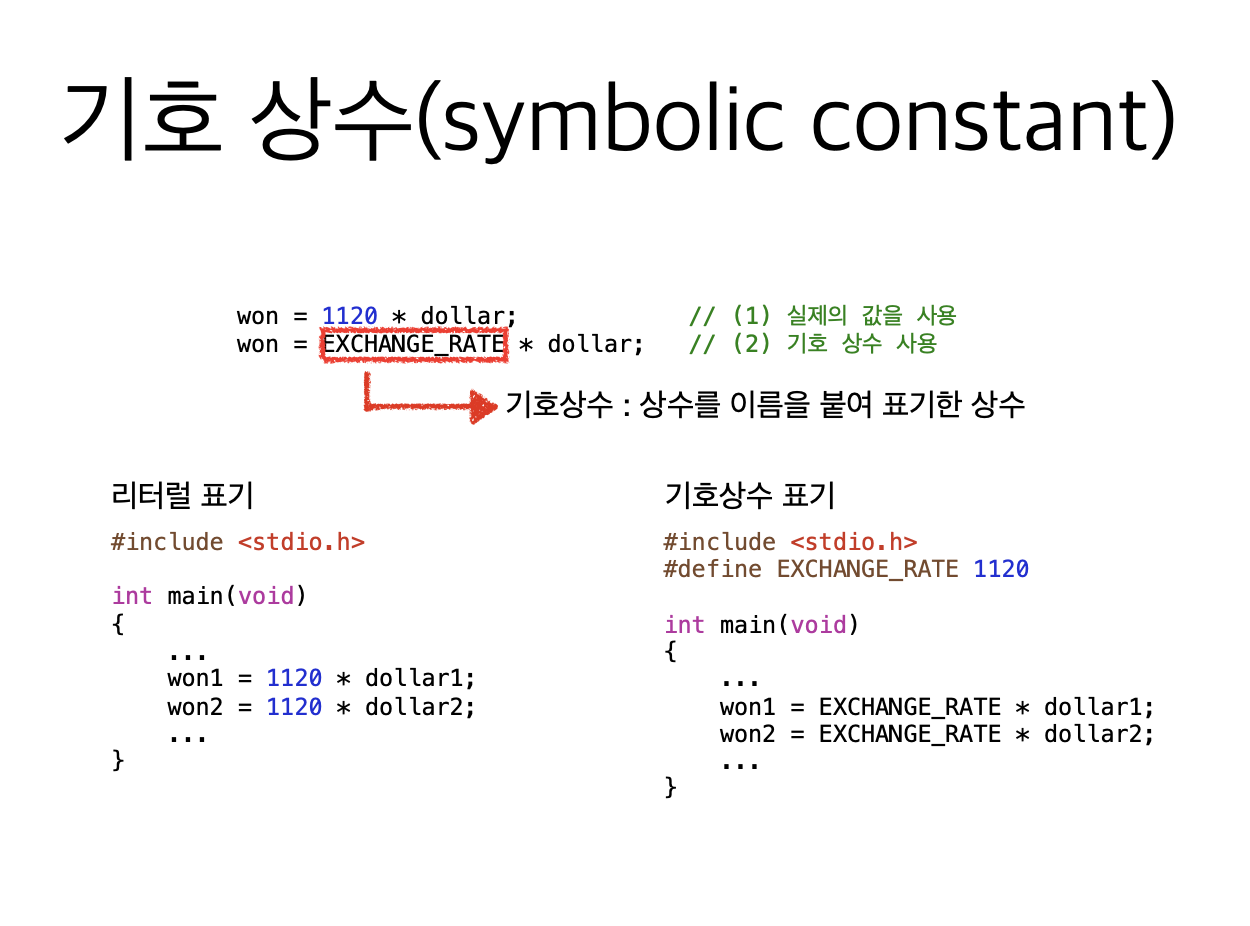 기호 상수(symbolic constant)
won = 1120 * dollar; // (1) 실제의 값을 사용
won = EXCHANGE_RATE * dollar; // (2) 기호 상수 사용
기호상수 : 상수를 이름을 붙여 표기한 상수
리터럴 표기
#include <stdio.h>
int main(void)
{
...
won1 = 1120 * dollar1;
won2 = 1120 * dollar2;
...
}
기호상수 표기
#include <stdio.h>
#define EXCHANGE_RATE 1120
int main(void)
{
...
won1 = EXCHANGE_RATE * dollar1;
won2 = EXCHANGE_RATE * dollar2;
...
}